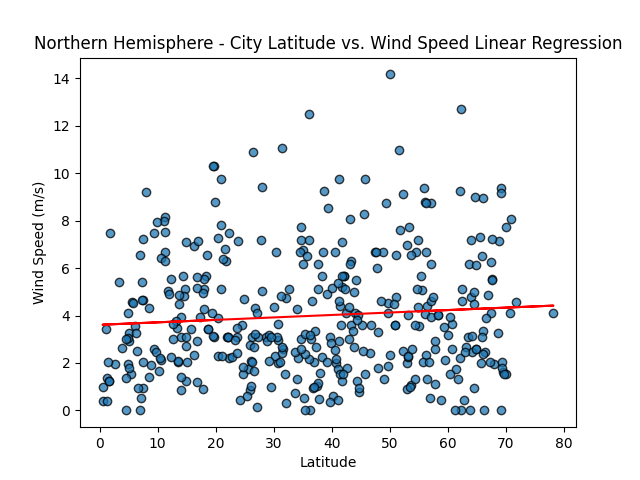 Northern Hemisphere - City Latitude vs. Wind Speed Linear Regression
Wind Speed (m/s)
14
12
10
8
6
4
2
0
0 10 20 30 40 50 60 70 80
Latitude